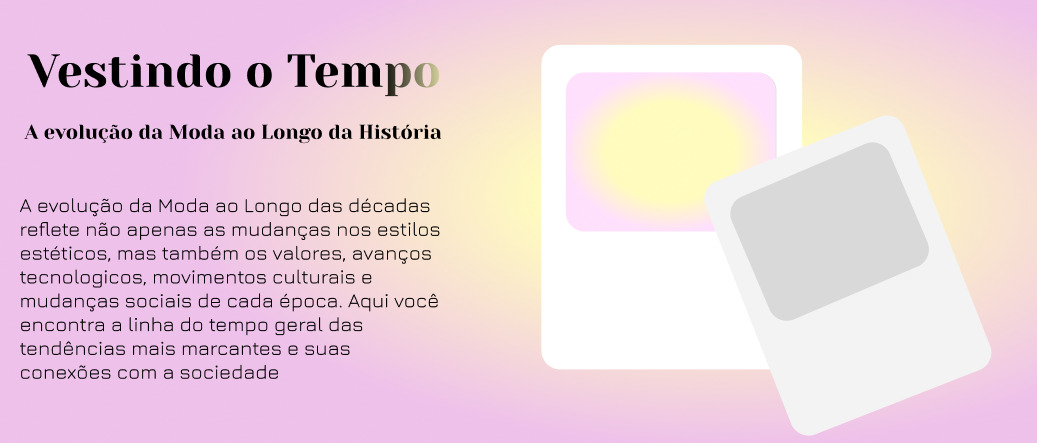 Vestindo o Tempo
A evolução da Moda ao Longo da História
A evolução da Moda ao Longo das décadas
reflete não apenas as mudanças nos estilos
estéticos, mas também os valores, avanços
tecnologicos, movimentos culturais e
mudanças sociais de cada época. Aqui você
encontra a linha do tempo geral das
tendências mais marcantes e suas
conexões com a sociedade